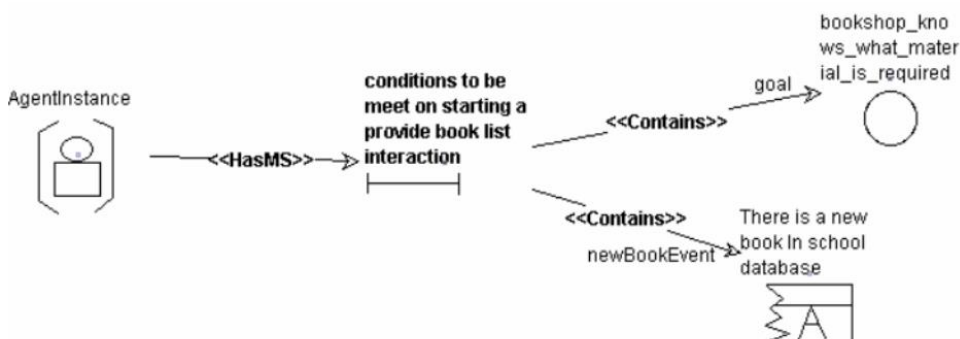 AgentInstance
<<HasMS>>
conditions to be
meet on starting a
provide book list
interaction
<<Contains>>
goal
bookshop_kno
ws_what_mater
ial_is_required
<<Contains>>
newBookEvent
There is a new
book In school
database
A